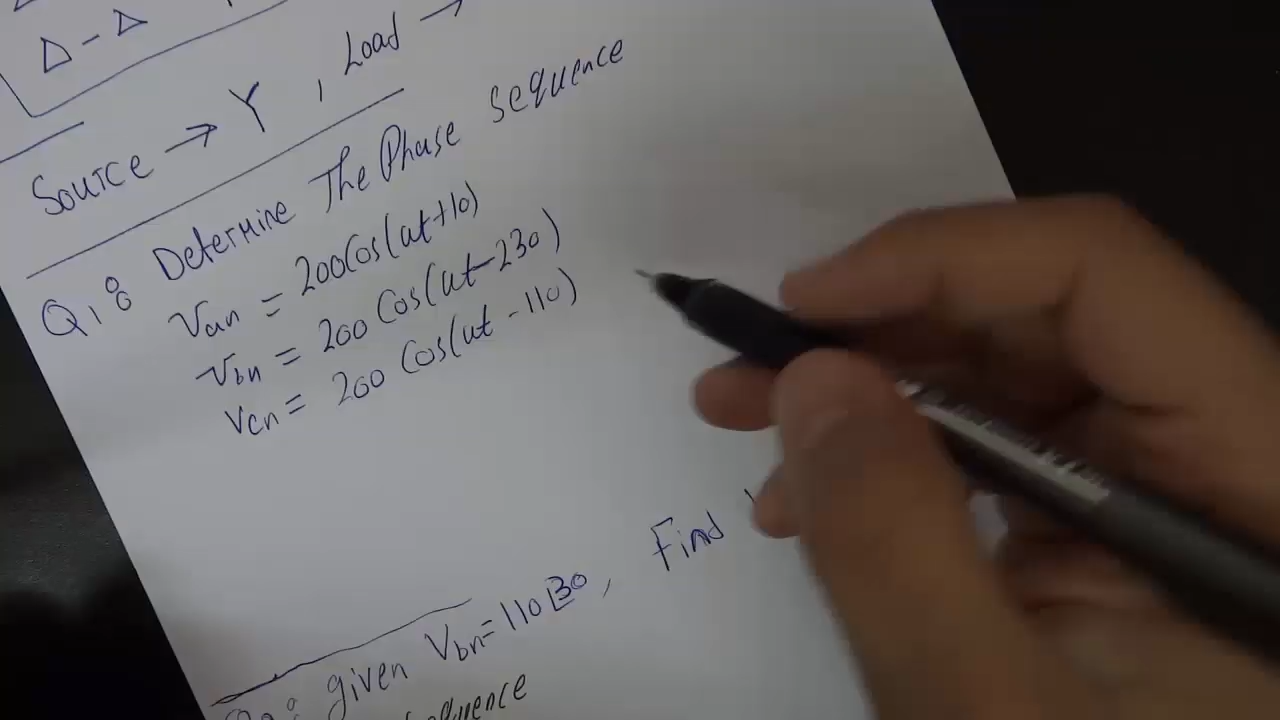 Δ - Δ
Source → Y , Load →
Q1: Determine The Phase sequence
Van = 200Cos(ωt+10)
Vbn = 200 Cos(ωt-230)
Vcn = 200 Cos(ωt -110)
given Vbn=110∠30 , Find